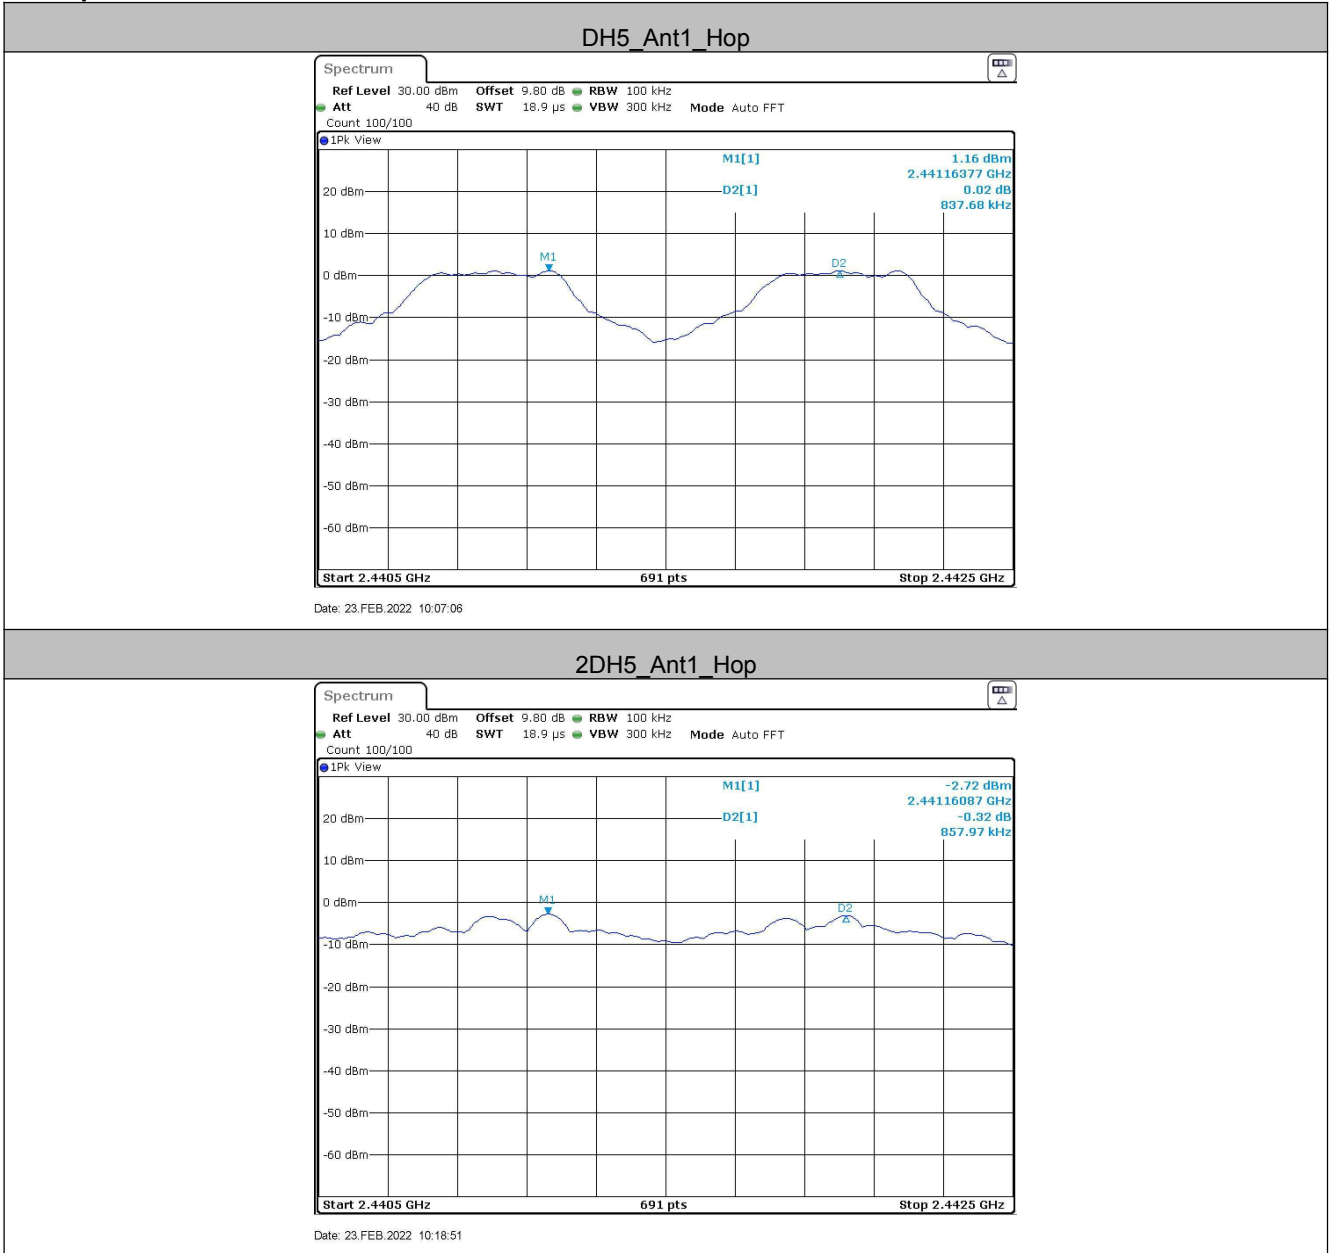 DH5_Ant1_Hop
Spectrum
Ref Level 30.00 dBm Offset 9.80 dB RBW 100 kHz
Att 40 dB SWT 18.9 µs VBW 300 kHz Mode Auto FFT
Count 100/100
1Pk View
M1[1] 1.16 dBm
2.44116377 GHz
20 dBm D2[1] 0.02 dB
837.68 kHz
10 dBm
M1
D2
0 dBm
-10 dBm
-20 dBm
-30 dBm
-40 dBm
-50 dBm
-60 dBm
Start 2.4405 GHz 691 pts Stop 2.4425 GHz
Date: 23.FEB.2022 10:07:06
2DH5_Ant1_Hop
Spectrum
Ref Level 30.00 dBm Offset 9.80 dB RBW 100 kHz
Att 40 dB SWT 18.9 µs VBW 300 kHz Mode Auto FFT
Count 100/100
1Pk View
M1[1] -2.72 dBm
2.44116087 GHz
20 dBm D2[1] -0.32 dB
857.97 kHz
10 dBm
0 dBm M1
D2
-10 dBm
-20 dBm
-30 dBm
-40 dBm
-50 dBm
-60 dBm
Start 2.4405 GHz 691 pts Stop 2.4425 GHz
Date: 23.FEB.2022 10:18:51